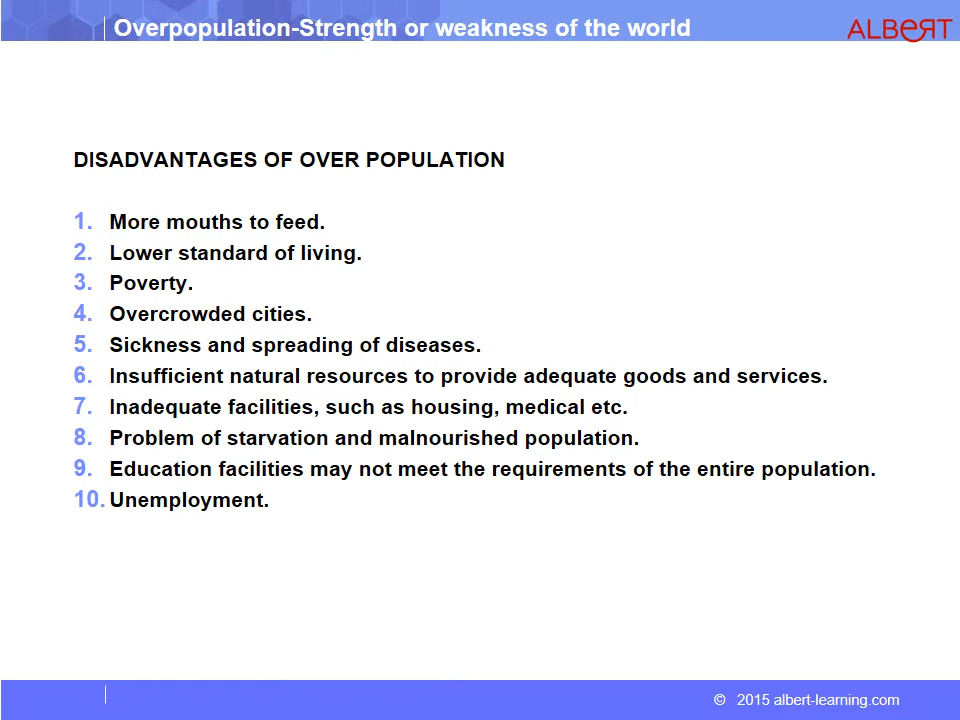 Overpopulation-Strength or weakness of the world
ALBERT
DISADVANTAGES OF OVER POPULATION
1. More mouths to feed.
2. Lower standard of living.
3. Poverty.
4. Overcrowded cities.
5. Sickness and spreading of diseases.
6. Insufficient natural resources to provide adequate goods and services.
7. Inadequate facilities, such as housing, medical etc.
8. Problem of starvation and malnourished population.
9. Education facilities may not meet the requirements of the entire population.
10. Unemployment.
© 2015 albert-learning.com